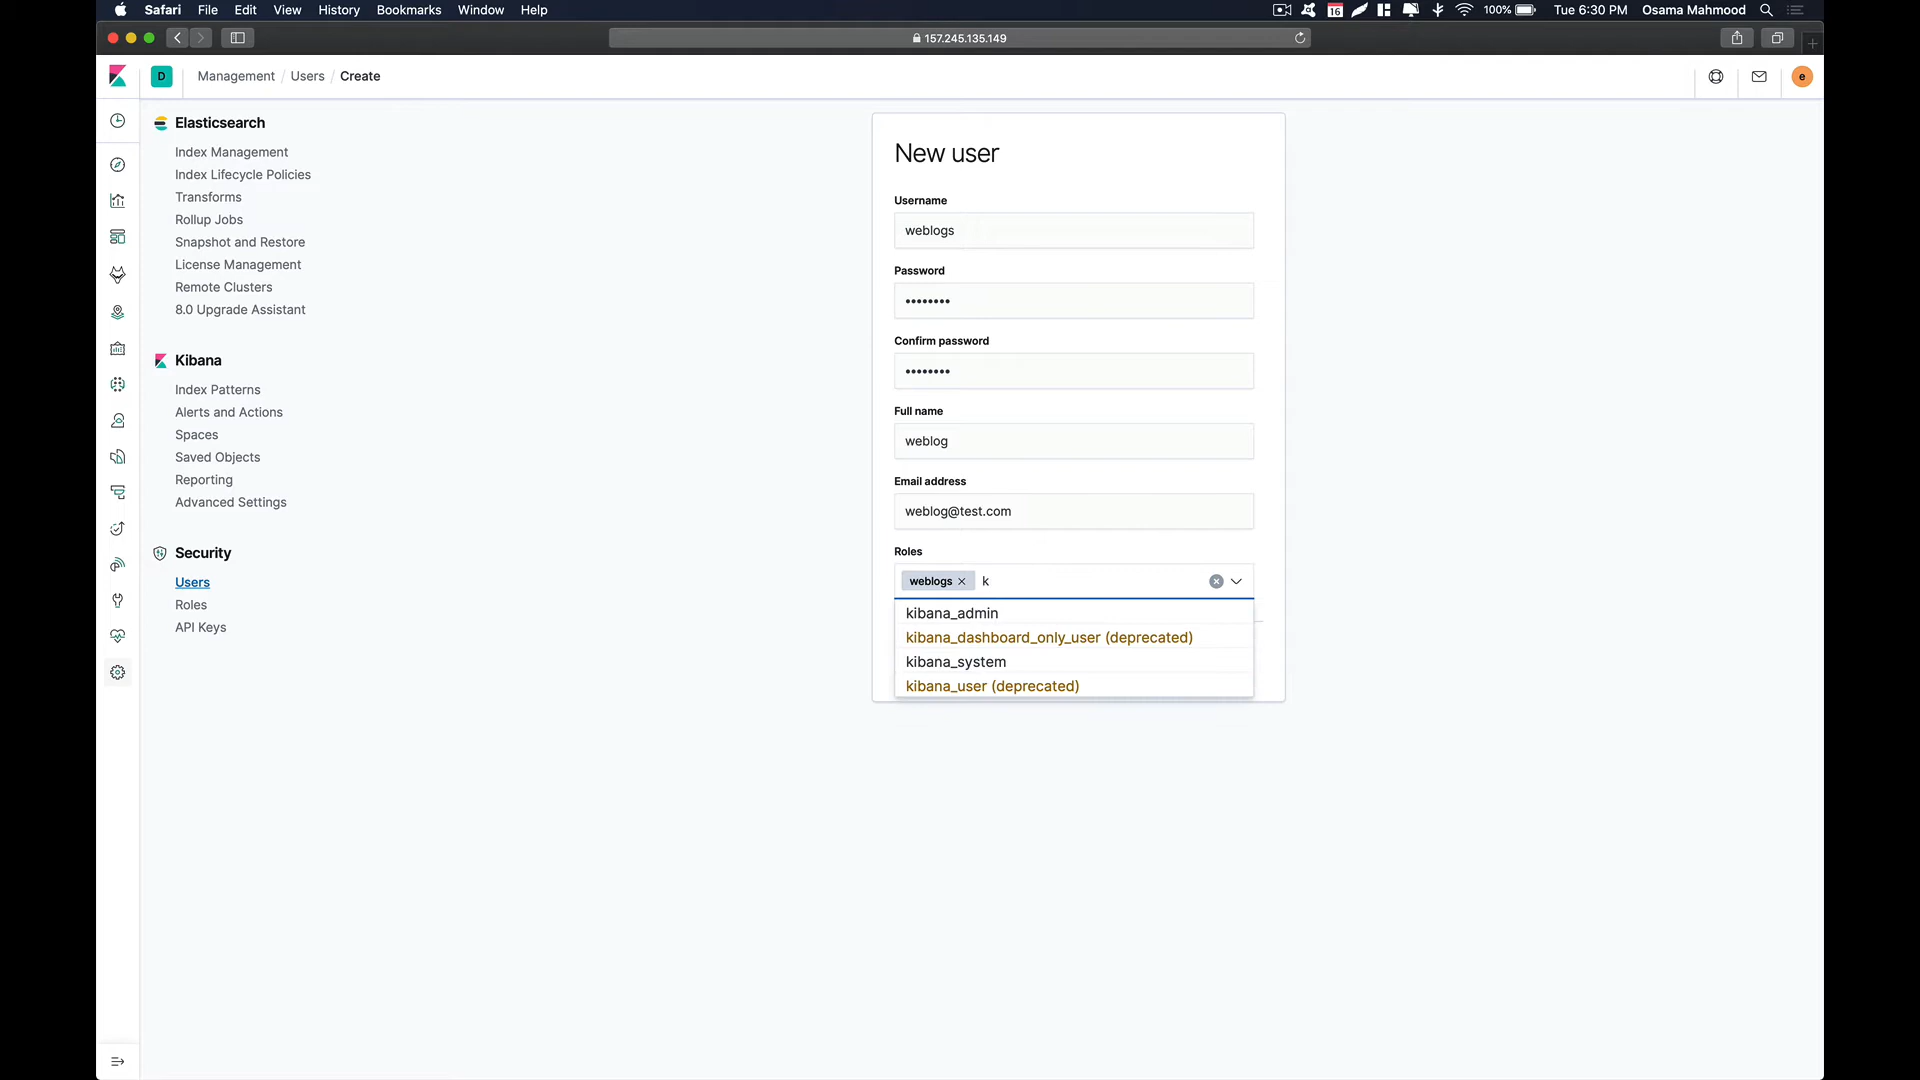 Safari File Edit View History Bookmarks Window Help 16 100% Tue 6:30 PM Osama Mahmood
157.245.135.149
D Management / Users / Create e
Elasticsearch
Index Management
Index Lifecycle Policies
Transforms
Rollup Jobs
Snapshot and Restore
License Management
Remote Clusters
8.0 Upgrade Assistant
Kibana
Index Patterns
Alerts and Actions
Spaces
Saved Objects
Reporting
Advanced Settings
Security
Users
Roles
API Keys
New user
Username
weblogs
Password
••••••••
Confirm password
••••••••
Full name
weblog
Email address
weblog@test.com
Roles
weblogs k
kibana_admin
kibana_dashboard_only_user (deprecated)
kibana_system
kibana_user (deprecated)